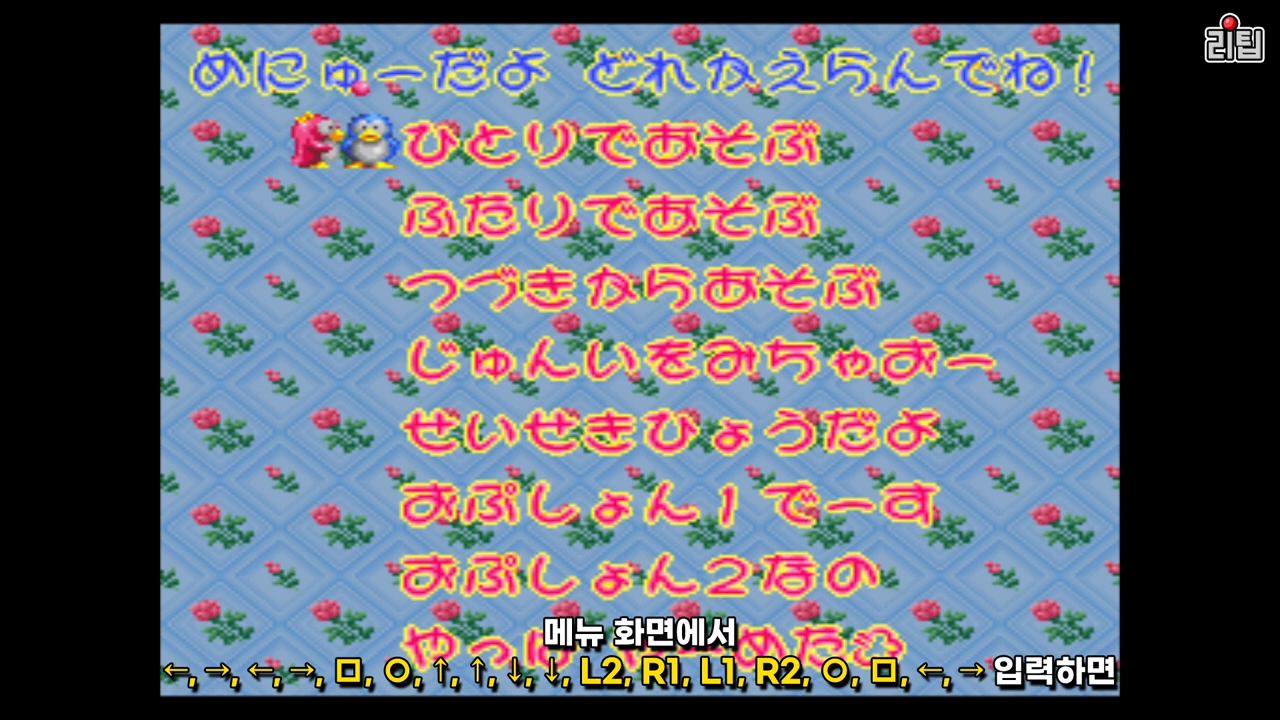 리팁
めにゅーだよ どれかえらんでね!
ひとりであそぶ
ふたりであそぶ
つづきからあそぶ
じゅんいをみちゃおー
せいせきひょうだよ
おぷしょん1でーす
おぷしょん2なの
메뉴 화면에서
←, →, ←, →, ㅁ, ㅇ, ↑, ↑, ↓, ↓, L2, R1, L1, R2, ㅇ, ㅁ, ←, → 입력하면